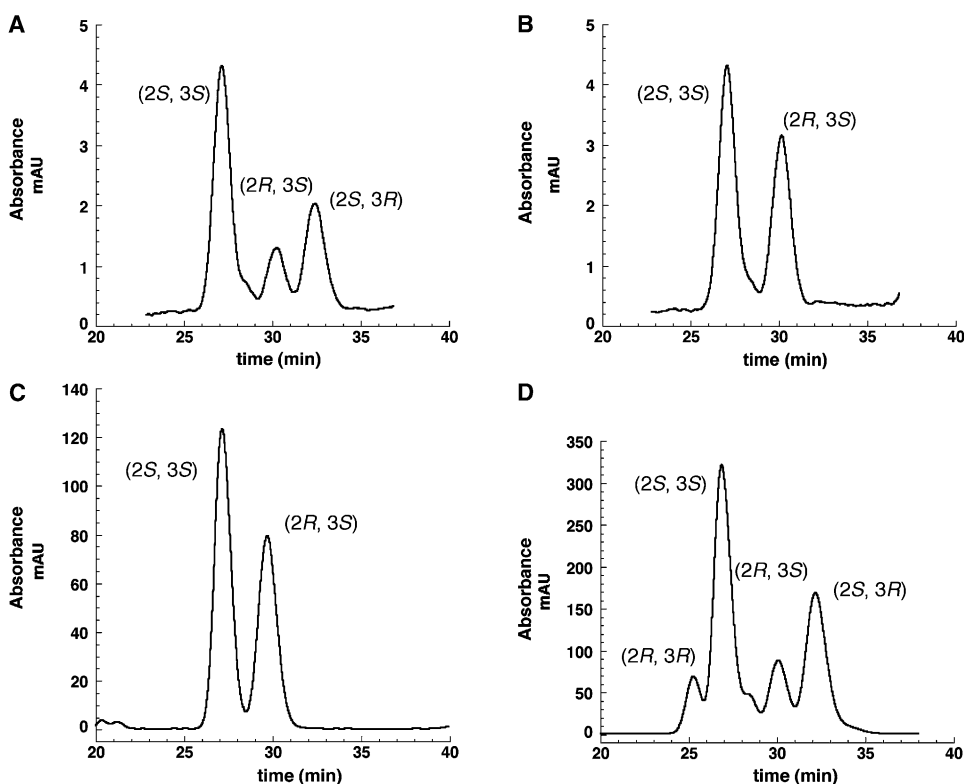 A
5
4
3
2
1
0
Absorbance
mAU
(2S, 3S)
(2R, 3S)
(2S, 3R)
20 25 30 35 40
time (min)
B
5
4
3
2
1
0
Absorbance
mAU
(2S, 3S)
(2R, 3S)
20 25 30 35 40
time (min)
C
140
120
100
80
60
40
20
0
Absorbance
mAU
(2S, 3S)
(2R, 3S)
20 25 30 35 40
time (min)
D
350
300
250
200
150
100
50
0
Absorbance
mAU
(2S, 3S)
(2R, 3S)
(2S, 3R)
(2R, 3R)
20 25 30 35 40
time (min)